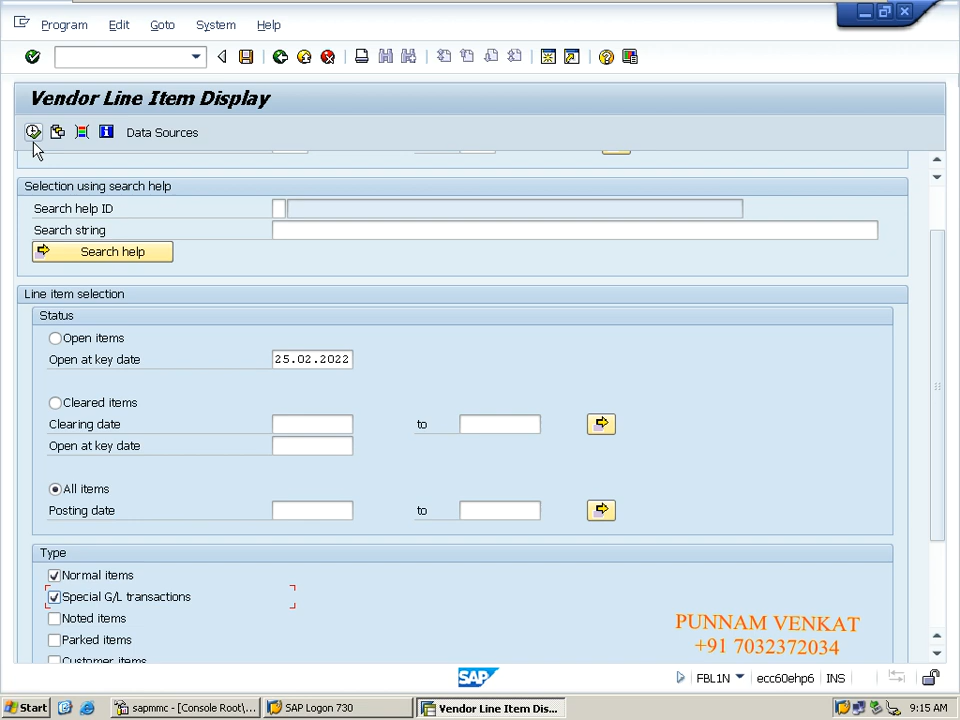 Program Edit Goto System Help
Vendor Line Item Display
Data Sources
Selection using search help
Search help ID
Search string
Search help
Line item selection
Status
Open items
Open at key date 25.02.2022
Cleared items
Clearing date to
Open at key date
All items
Posting date to
Type
Normal items
Special G/L transactions
Noted items
Parked items
Customer items
PUNNAM VENKAT
+91 7032372034
SAP FBL1N ecc60ehp6 INS
Start sapmmc - [Console Root\... SAP Logon 730 Vendor Line Item Dis... 9:15 AM